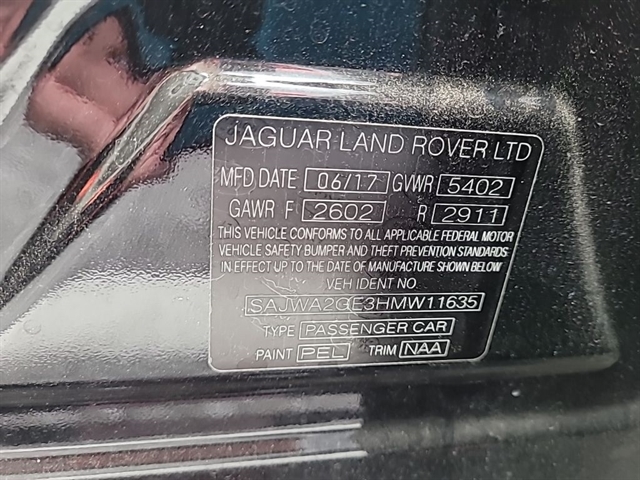 JAGUAR LAND ROVER LTD
MFD DATE 06/17 GVWR 5402
GAWR F 2602 R 2911
THIS VEHICLE CONFORMS TO ALL APPLICABLE FEDERAL MOTOR
VEHICLE SAFETY BUMPER AND THEFT PREVENTION STANDARDS
IN EFFECT ON THE DATE OF MANUFACTURE SHOWN BELOW
VEH IDENT NO.
SAJWA2GE3HMW11635
TYPE PASSENGER CAR
PAINT PEL TRIM NAA